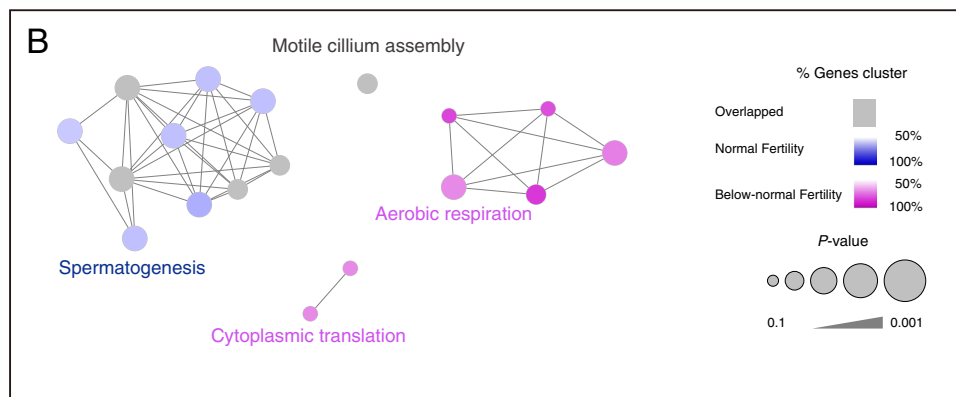 B
Motile cillium assembly
Aerobic respiration
Spermatogenesis
Cytoplasmic translation
% Genes cluster
Overlapped
Normal Fertility
50%
100%
Below-normal Fertility
50%
100%
P-value
0.1
0.001